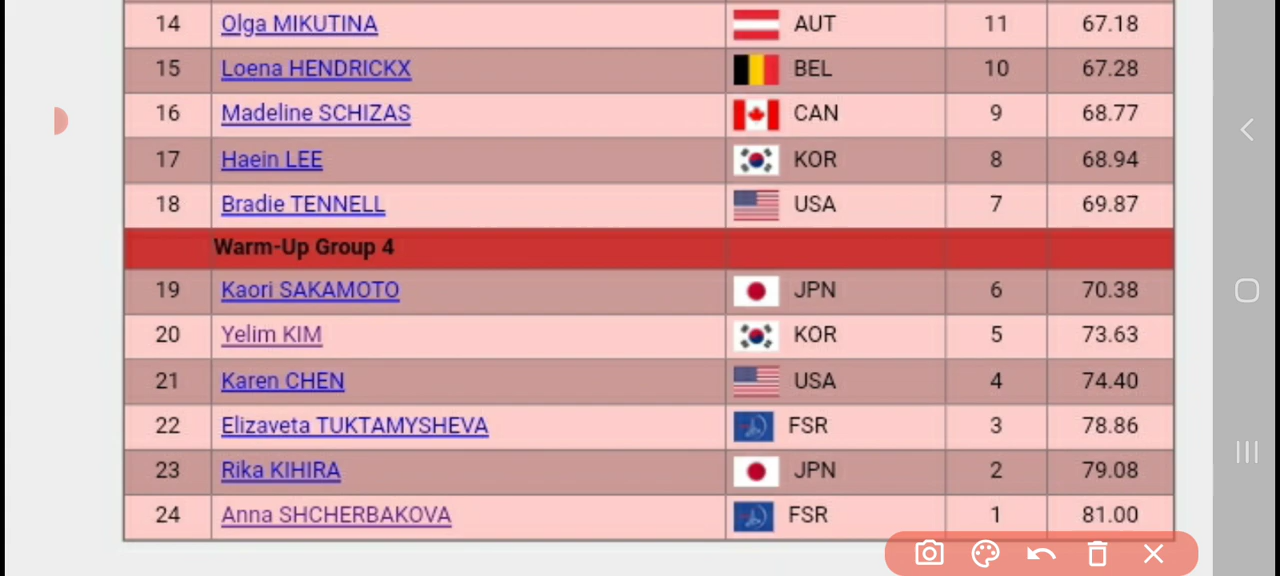 14 Olga MIKUTINA AUT 11 67.18
15 Loena HENDRICKX BEL 10 67.28
16 Madeline SCHIZAS CAN 9 68.77
17 Haein LEE KOR 8 68.94
18 Bradie TENNELL USA 7 69.87
Warm-Up Group 4
19 Kaori SAKAMOTO JPN 6 70.38
20 Yelim KIM KOR 5 73.63
21 Karen CHEN USA 4 74.40
22 Elizaveta TUKTAMYSHEVA FSR 3 78.86
23 Rika KIHIRA JPN 2 79.08
24 Anna SHCHERBAKOVA FSR 1 81.00